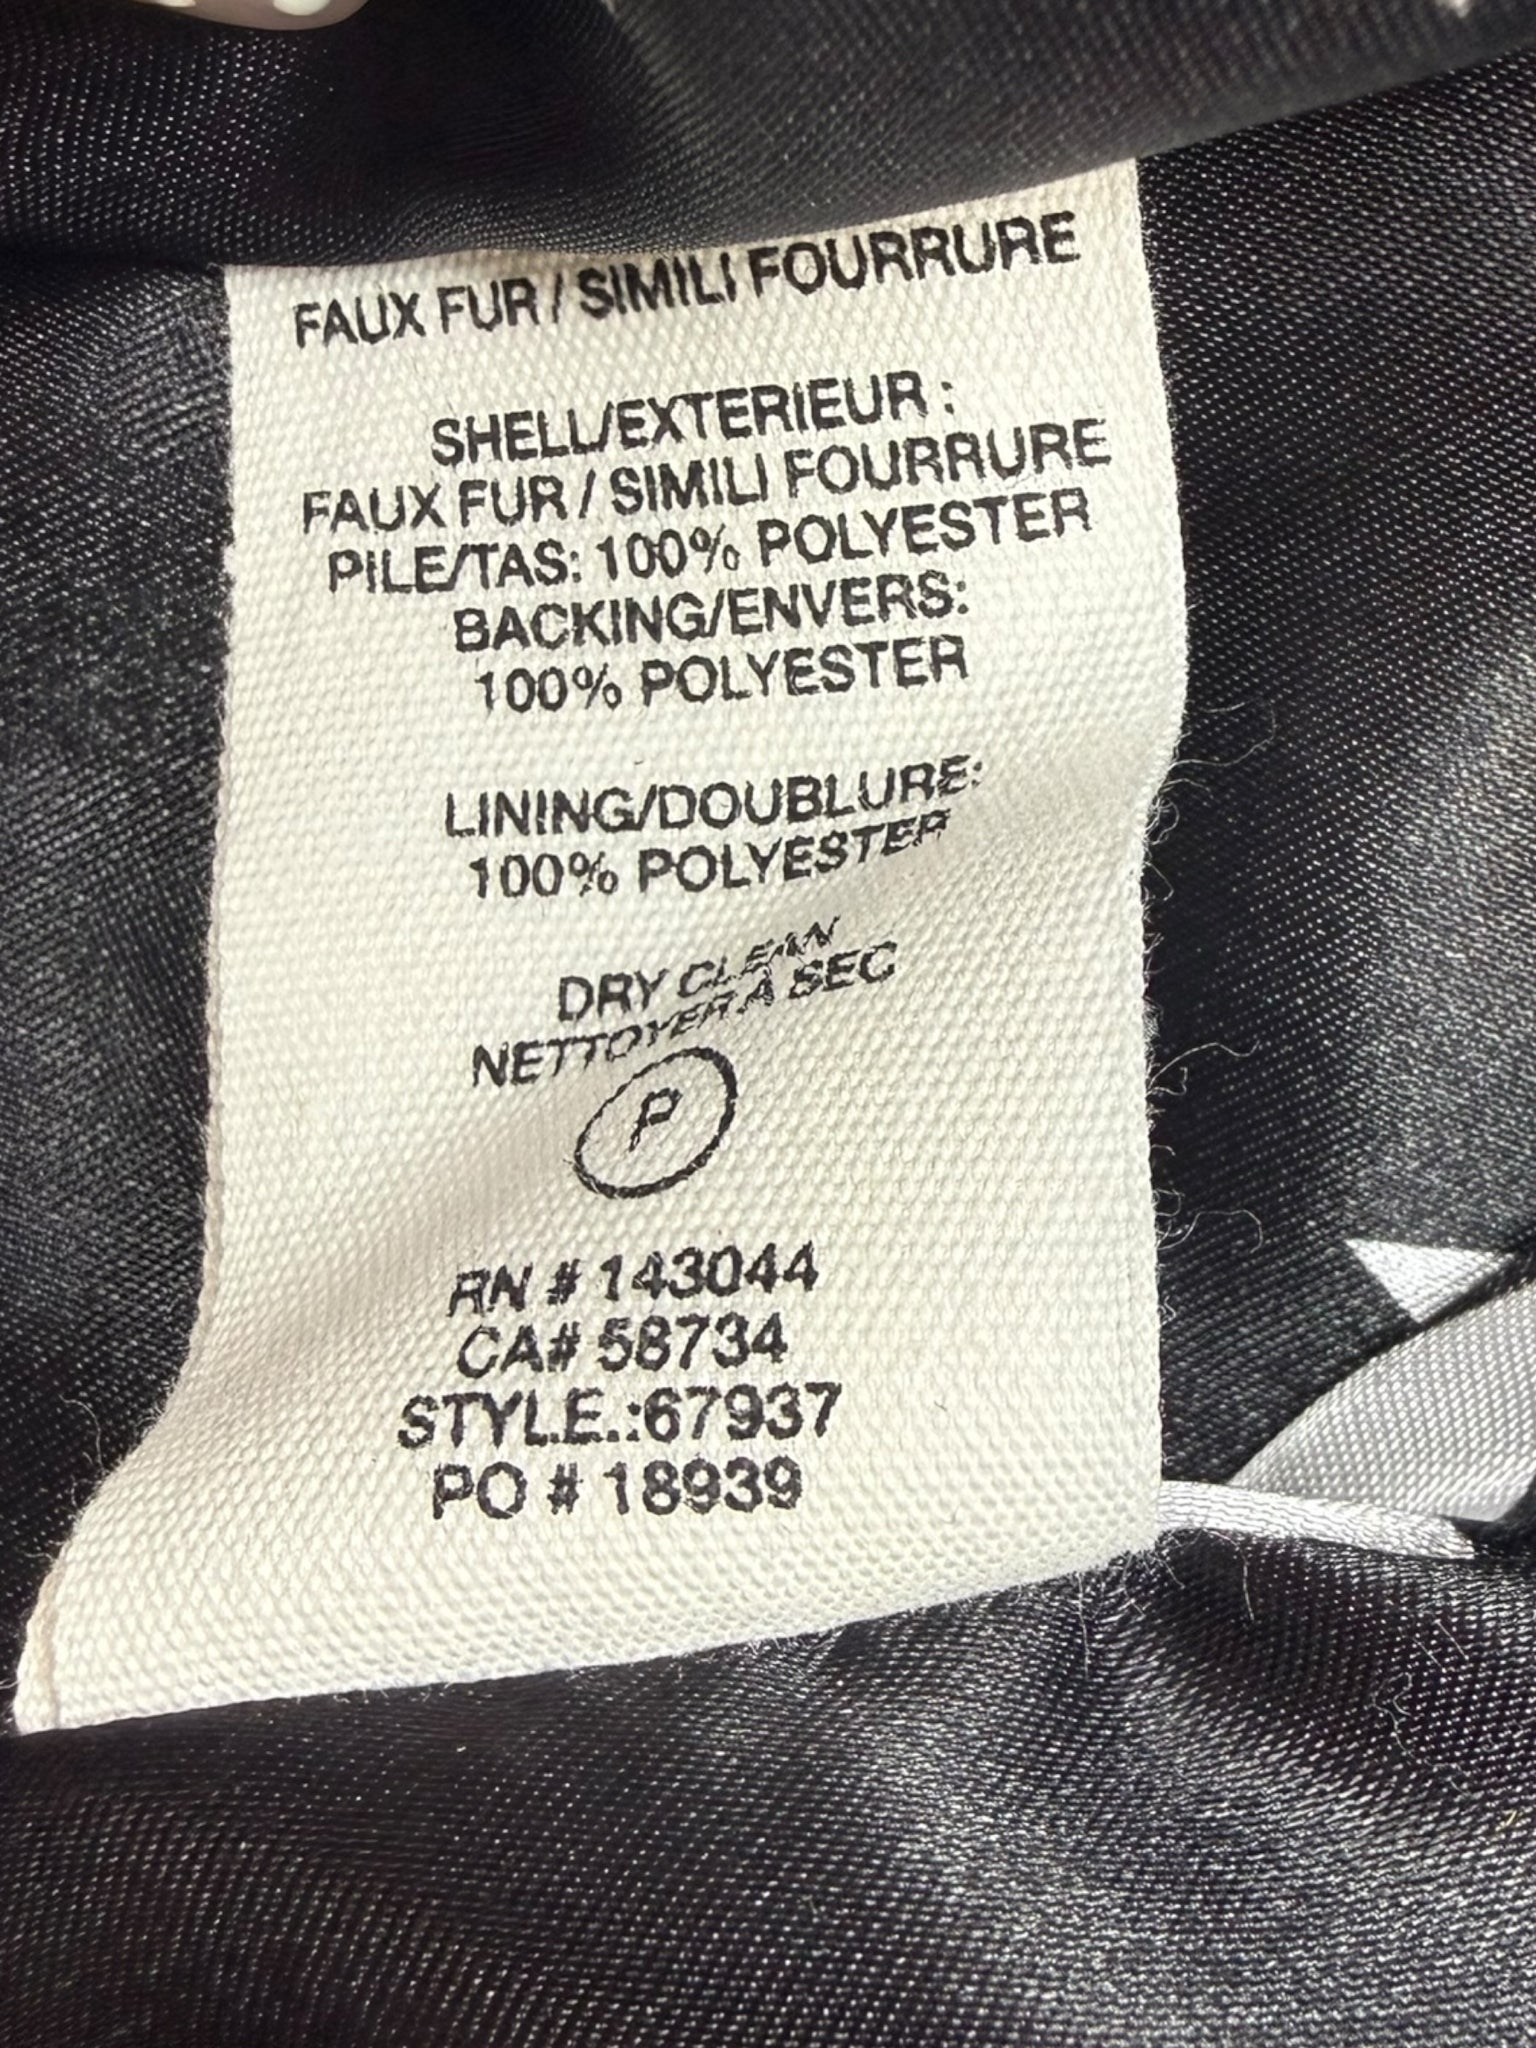 FAUX FUR / SIMILI FOURRURE
SHELL/EXTERIEUR :
FAUX FUR / SIMILI FOURRURE
PILE/TAS: 100% POLYESTER
BACKING/ENVERS:
100% POLYESTER
LINING/DOUBLURE:
100% POLYESTER
DRY CLEAN
NETTOYER A SEC
P
RN # 143044
CA# 58734
STYLE.:67937
PO # 18939